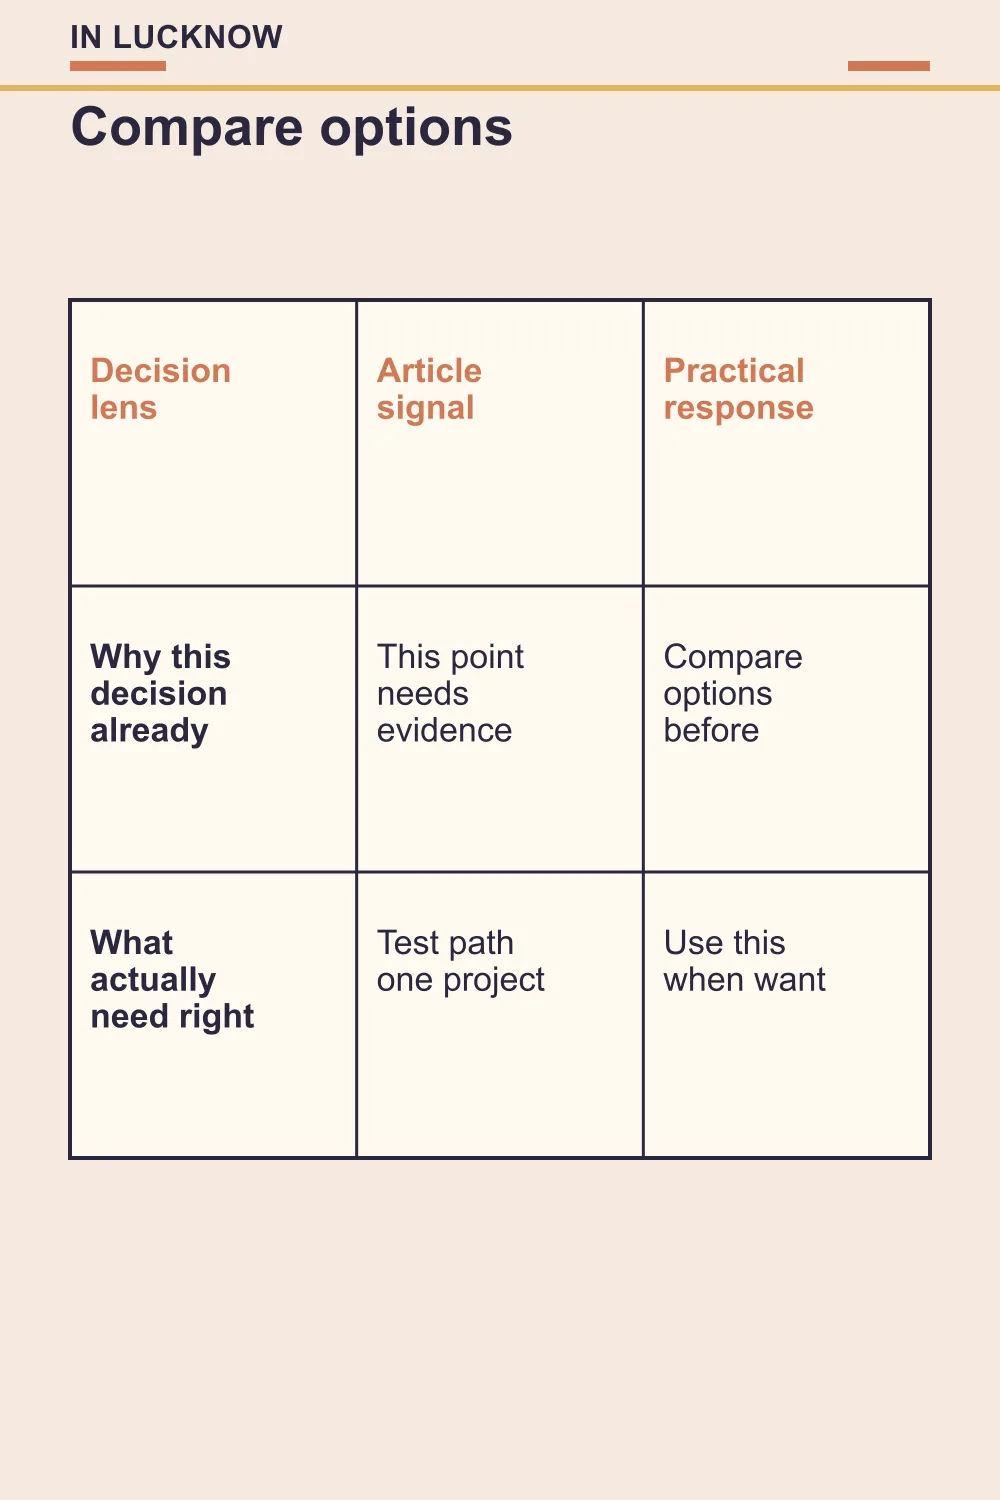 IN LUCKNOW
Compare options
Decision
lens
Article
signal
Practical
response
Why this
decision
already
This point
needs
evidence
Compare
options
before
What
actually
need right
Test path
one project
Use this
when want